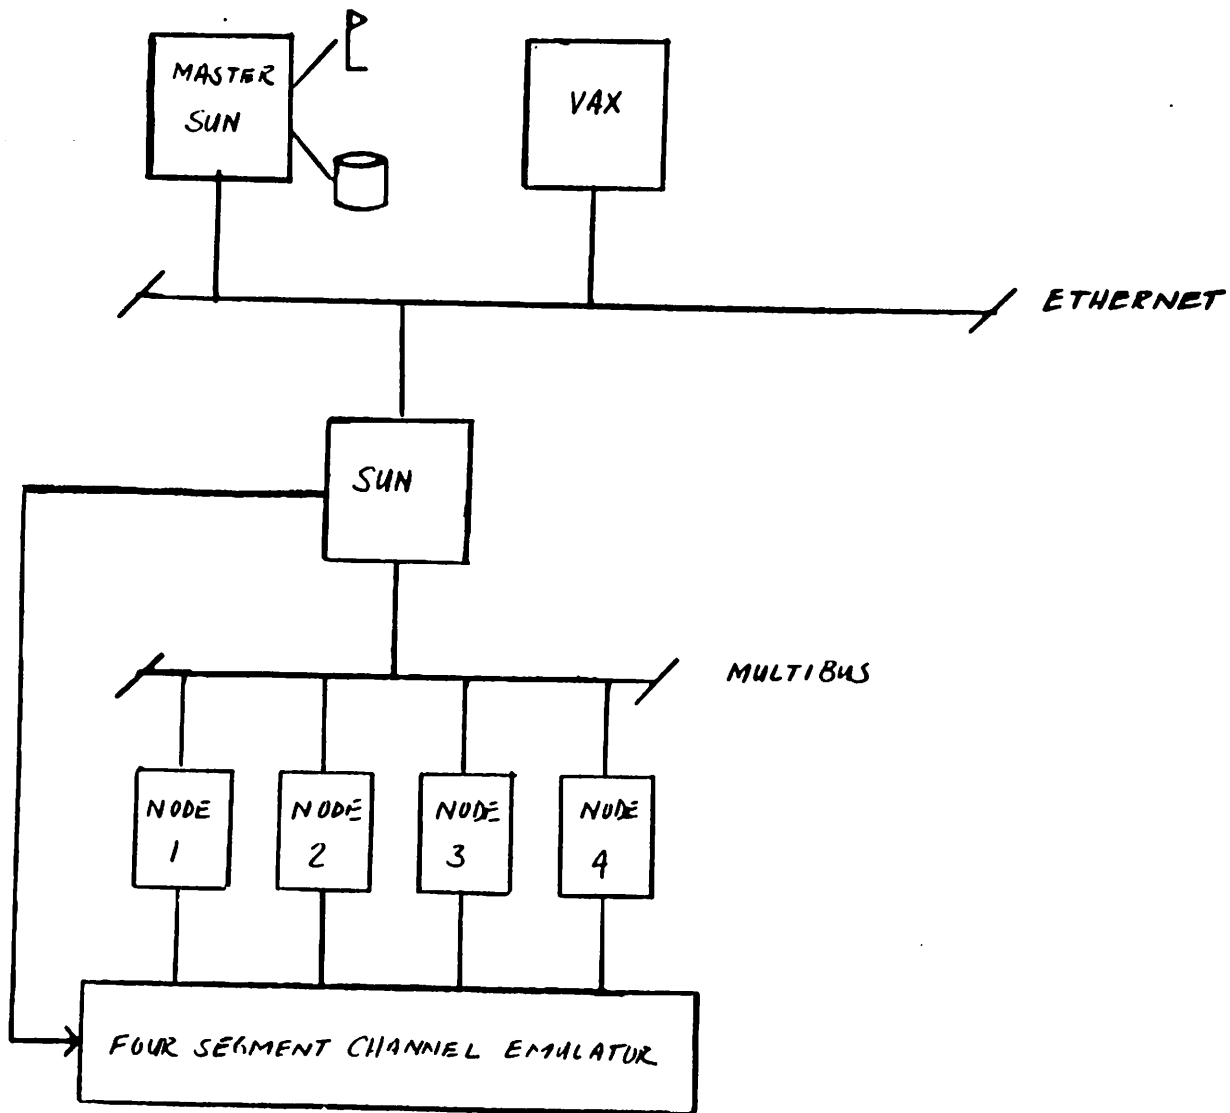 MASTER
SUN
VAX
ETHERNET
SUN
MULTIBUS
NODE
1
NODE
2
NODE
3
NODE
4
FOUR SEGMENT CHANNEL EMULATOR